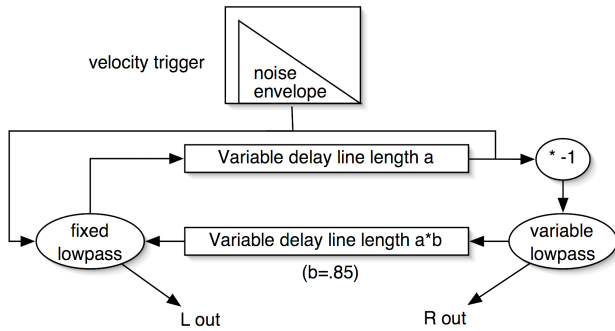 velocity trigger
noise
envelope
Variable delay line length a
* -1
fixed
lowpass
Variable delay line length a*b
variable
lowpass
(b=.85)
L out
R out